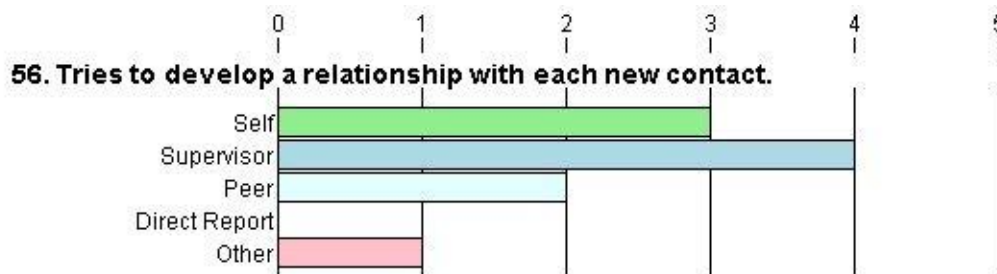 0 1 2 3 4 5
56. Tries to develop a relationship with each new contact.
Self
Supervisor
Peer
Direct Report
Other